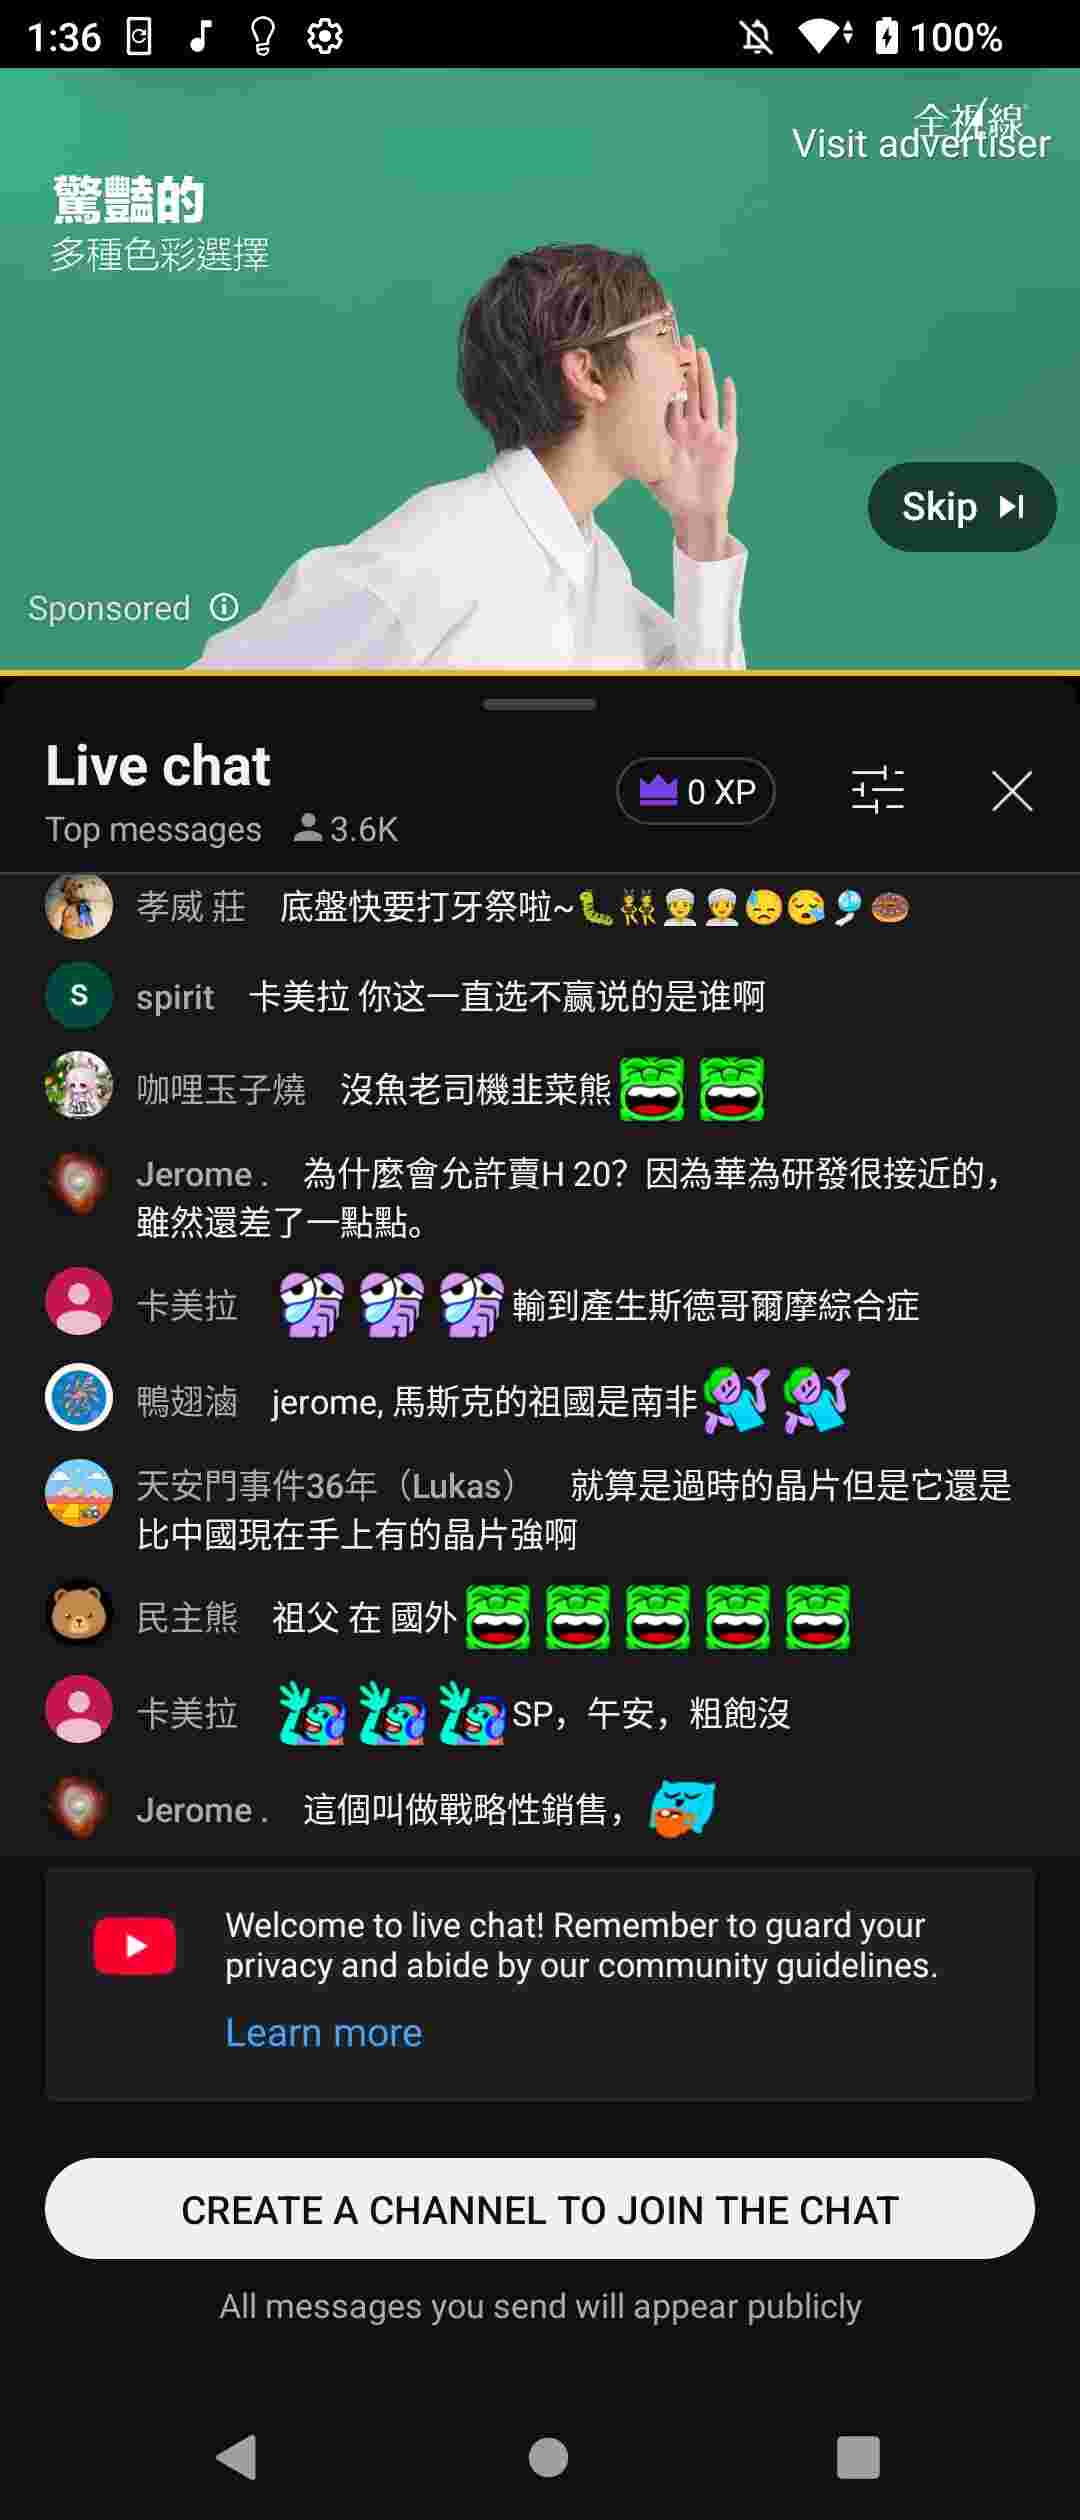 1:36
100%
全視線
Visit advertiser
驚豔的
多種色彩選擇
Skip
Sponsored
Live chat
0 XP
Top messages 3.6K
孝威 莊 底盤快要打牙祭啦~🐛👯👳👳😓😪🎐🍩
S
spirit 卡美拉 你这一直选不赢说的是谁啊
咖哩玉子燒 沒魚老司機韭菜熊
Jerome . 為什麼會允許賣H 20？因為華為研發很接近的，
雖然還差了一點點。
卡美拉 輸到產生斯德哥爾摩綜合症
鴨翅滷 jerome, 馬斯克的祖國是南非
天安門事件36年（Lukas） 就算是過時的晶片但是它還是
比中國現在手上有的晶片強啊
民主熊 祖父 在 國外
卡美拉 SP，午安，粗飽沒
Jerome . 這個叫做戰略性銷售，
Welcome to live chat! Remember to guard your
privacy and abide by our community guidelines.
Learn more
CREATE A CHANNEL TO JOIN THE CHAT
All messages you send will appear publicly